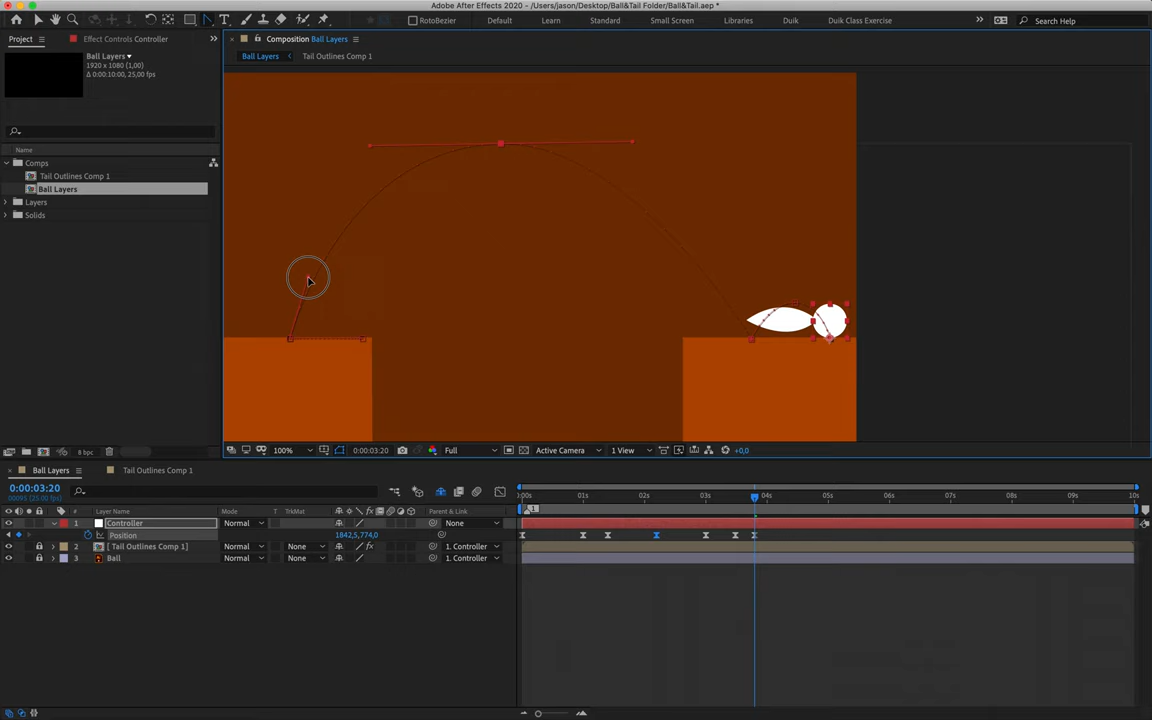 Adobe After Effects 2020 - /Users/jason/Desktop/Ball&Tail Folder/Ball&Tail.aep *
RotoBezier
Default
Learn
Standard
Small Screen
Libraries
Duik
Duik Class Exercise
Search Help
Project
Effect Controls Controller
Composition Ball Layers
Ball Layers
Tail Outlines Comp 1
Ball Layers
1920 x 1080 (1,00)
Δ 0:00:10:00, 25,00 fps
Name
Comps
Tail Outlines Comp 1
Ball Layers
Layers
Solids
8 bpc
100%
0:00:03:20
Full
Active Camera
1 View
+0,0
Ball Layers
Tail Outlines Comp 1
0:00:03:20
00095 (25.00 fps)
:00s
01s
02s
03s
04s
05s
06s
07s
08s
09s
10s
1
#
Layer Name
Mode
T
TrkMat
Parent & Link
1
Controller
Normal
None
Position
1842,5,774,0
2
[ Tail Outlines Comp 1]
Normal
None
1. Controller
3
Ball
Normal
None
1. Controller